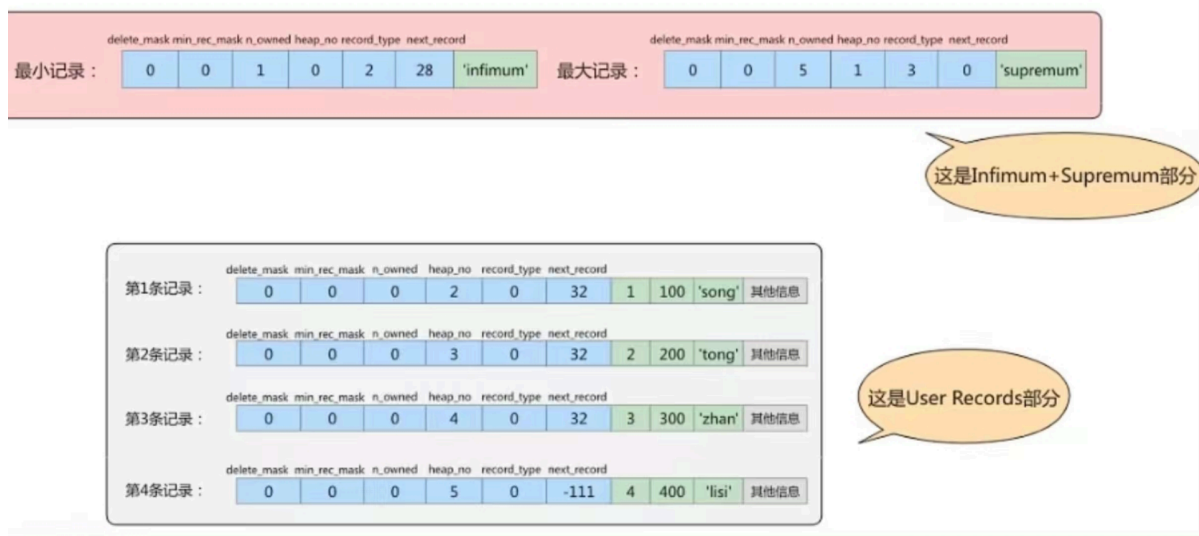 delete_mask min_rec_mask n_owned heap_no record_type next_record delete_mask min_rec_mask n_owned heap_no record_type next_record
最小记录： 0 0 1 0 2 28 'infimum' 最大记录： 0 0 5 1 3 0 'supremum'
这是Infimum+Supremum部分
delete_mask min_rec_mask n_owned heap_no record_type next_record
第1条记录： 0 0 0 2 0 32 1 100 'song' 其他信息
delete_mask min_rec_mask n_owned heap_no record_type next_record
第2条记录： 0 0 0 3 0 32 2 200 'tong' 其他信息
delete_mask min_rec_mask n_owned heap_no record_type next_record
第3条记录： 0 0 0 4 0 32 3 300 'zhan' 其他信息
这是User Records部分
delete_mask min_rec_mask n_owned heap_no record_type next_record
第4条记录： 0 0 0 5 0 -111 4 400 'lisi' 其他信息